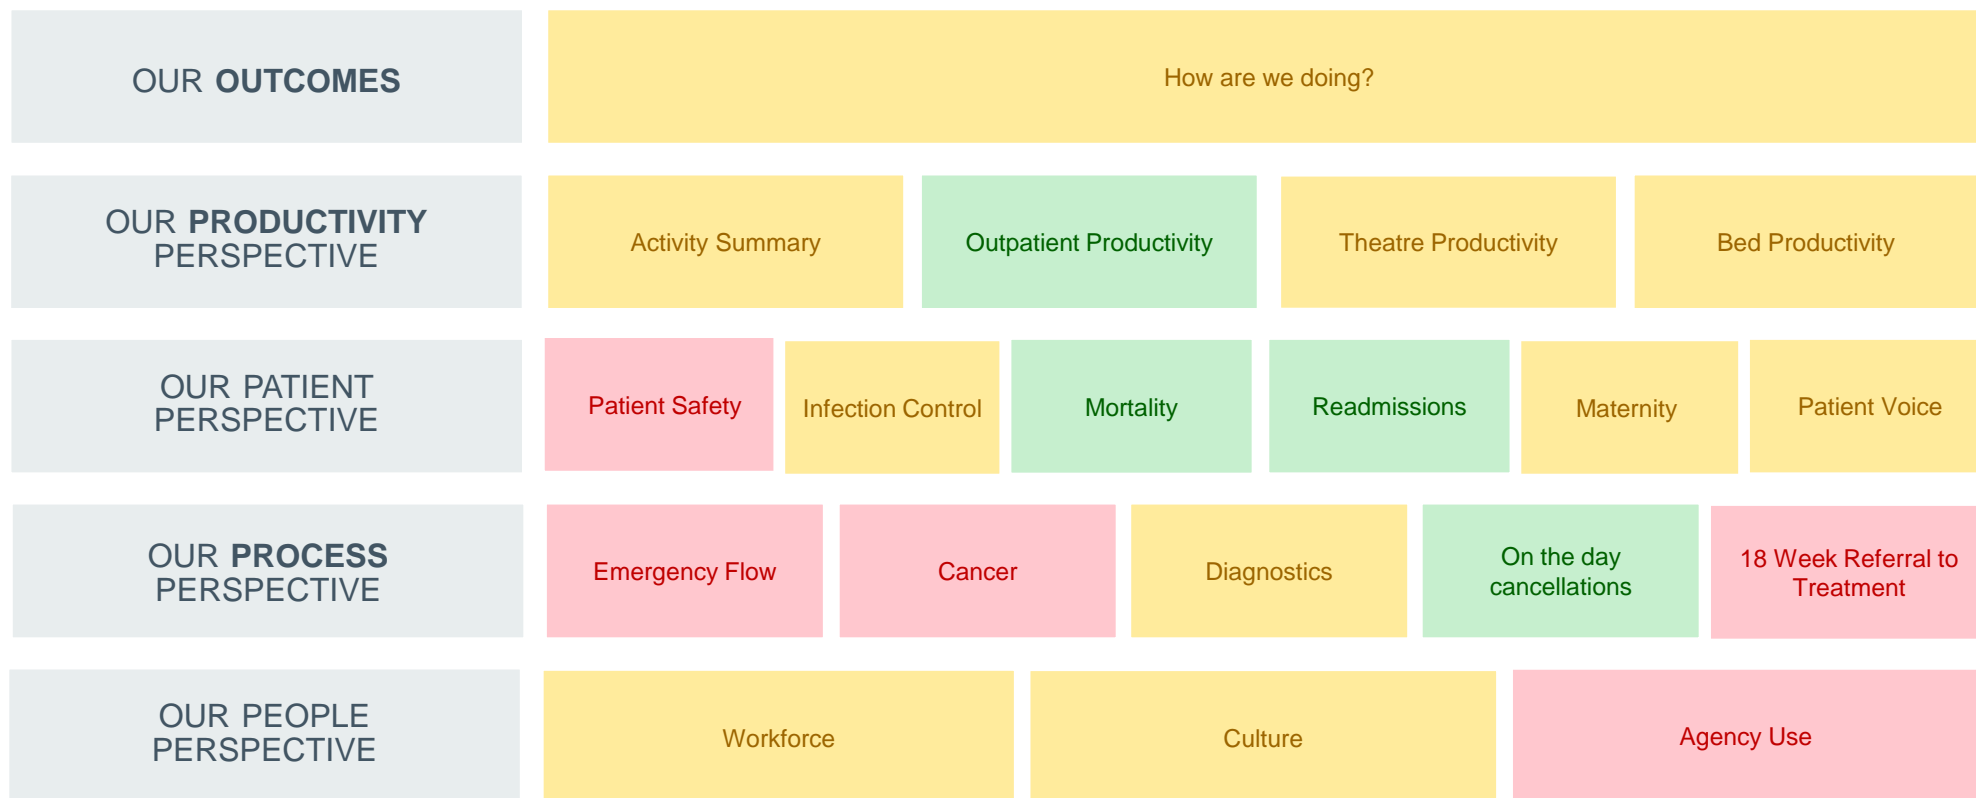 OUR OUTCOMES
How are we doing?
OUR PRODUCTIVITY
PERSPECTIVE
Activity Summary
Outpatient Productivity
Theatre Productivity
Bed Productivity
OUR PATIENT
PERSPECTIVE
Patient Safety
Infection Control
Mortality
Readmissions
Maternity
Patient Voice
OUR PROCESS
PERSPECTIVE
Emergency Flow
Cancer
Diagnostics
On the day
cancellations
18 Week Referral to
Treatment
OUR PEOPLE
PERSPECTIVE
Workforce
Culture
Agency Use